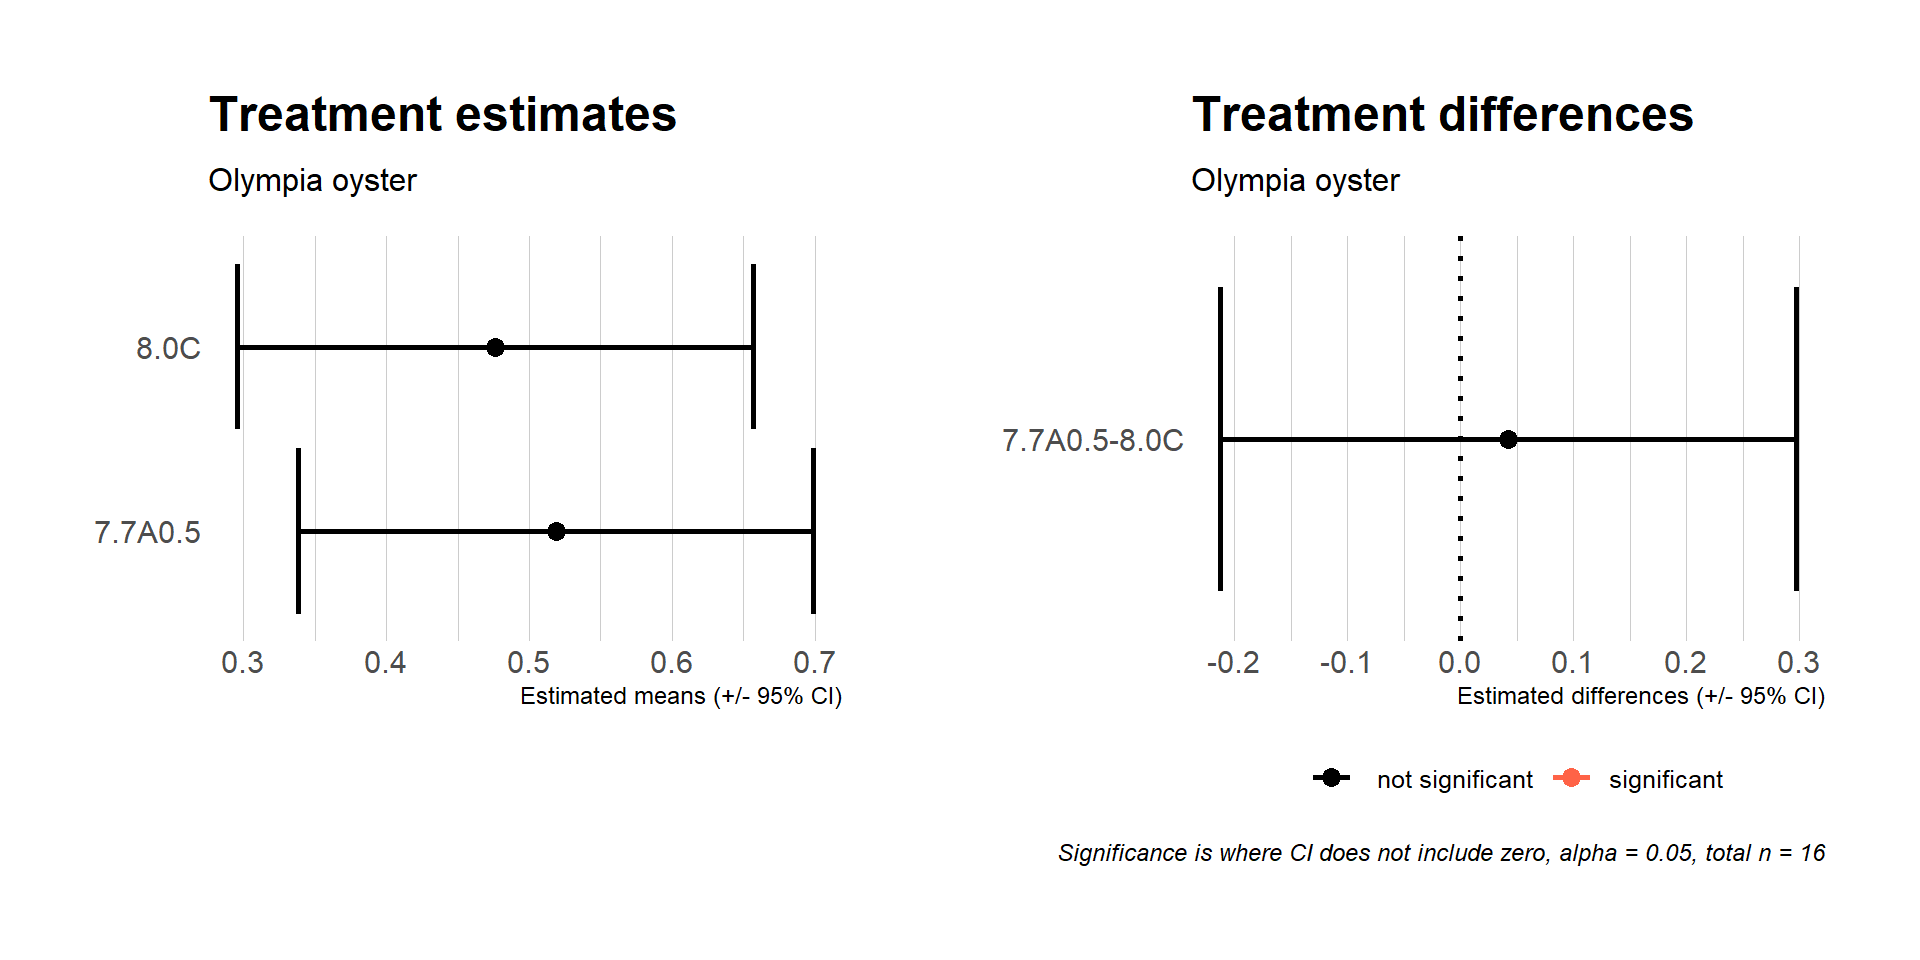 Treatment estimates
Olympia oyster
8.0C
7.7A0.5
0.3 0.4 0.5 0.6 0.7
Estimated means (+/- 95% CI)
Treatment differences
Olympia oyster
7.7A0.5-8.0C
-0.2 -0.1 0.0 0.1 0.2 0.3
Estimated differences (+/- 95% CI)
not significant significant
Significance is where CI does not include zero, alpha = 0.05, total n = 16